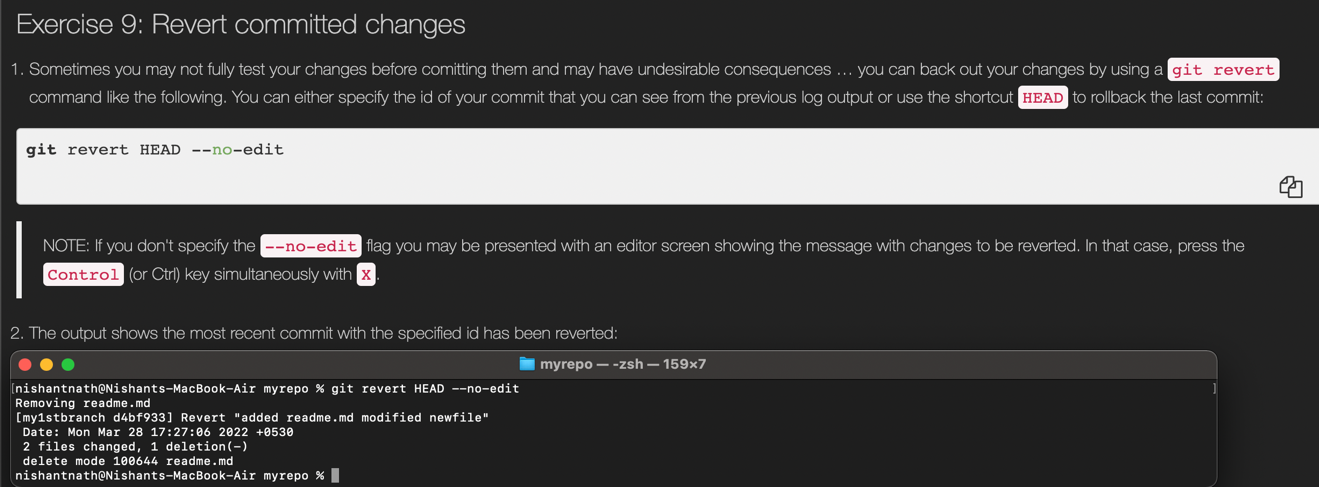 Exercise 9: Revert committed changes
1. Sometimes you may not fully test your changes before comitting them and may have undesirable consequences … you can back out your changes by using a git revert
command like the following. You can either specify the id of your commit that you can see from the previous log output or use the shortcut HEAD to rollback the last commit:
git revert HEAD --no-edit
NOTE: If you don't specify the --no-edit flag you may be presented with an editor screen showing the message with changes to be reverted. In that case, press the
Control (or Ctrl) key simultaneously with X.
2. The output shows the most recent commit with the specified id has been reverted:
myrepo — -zsh — 159×7
[nishantnath@Nishants-MacBook-Air myrepo % git revert HEAD --no-edit ]
Removing readme.md
[my1stbranch d4bf933] Revert "added readme.md modified newfile"
Date: Mon Mar 28 17:27:06 2022 +0530
2 files changed, 1 deletion(-)
delete mode 100644 readme.md
nishantnath@Nishants-MacBook-Air myrepo %